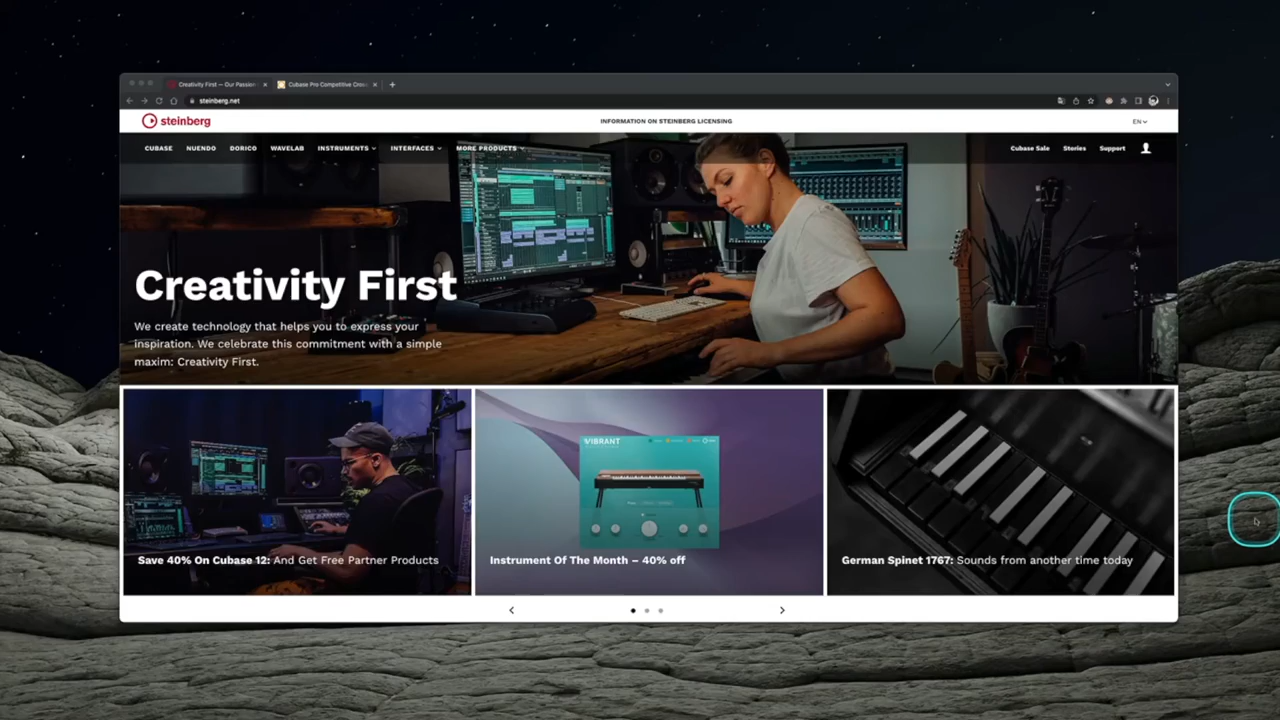 Creativity First — Our Passion
Cubase Pro Competitive Cros
steinberg.net
steinberg
INFORMATION ON STEINBERG LICENSING
EN
CUBASE
NUENDO
DORICO
WAVELAB
INSTRUMENTS
INTERFACES
MORE PRODUCTS
Cubase Sale
Stories
Support
Creativity First
We create technology that helps you to express your
inspiration. We celebrate this commitment with a simple
maxim: Creativity First.
VIBRANT
Save 40% On Cubase 12: And Get Free Partner Products
Instrument Of The Month – 40% off
German Spinet 1767: Sounds from another time today